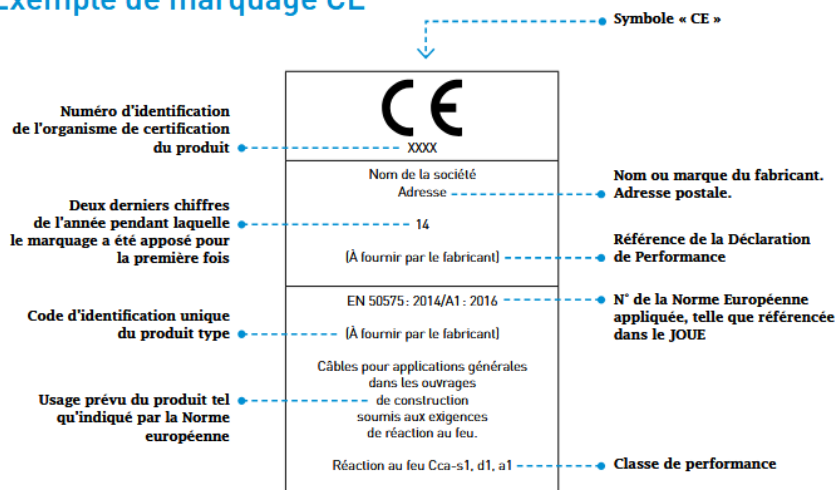 Exemple de marquage CE
Symbole « CE »
CE
XXXX
Numéro d'identification
de l'organisme de certification
du produit
Nom de la société
Adresse
Nom ou marque du fabricant.
Adresse postale.
Deux derniers chiffres
de l'année pendant laquelle
le marquage a été apposé pour
la première fois
14
(À fournir par le fabricant)
Référence de la Déclaration
de Performance
EN 50575 : 2014/A1 : 2016
N° de la Norme Européenne
appliquée, telle que référencée
dans le JOUE
Code d'identification unique
du produit type
(À fournir par le fabricant)
Câbles pour applications générales
dans les ouvrages
de construction
soumis aux exigences
de réaction au feu.
Usage prévu du produit tel
qu'indiqué par la Norme
européenne
Réaction au feu Cca-s1, d1, a1
Classe de performance